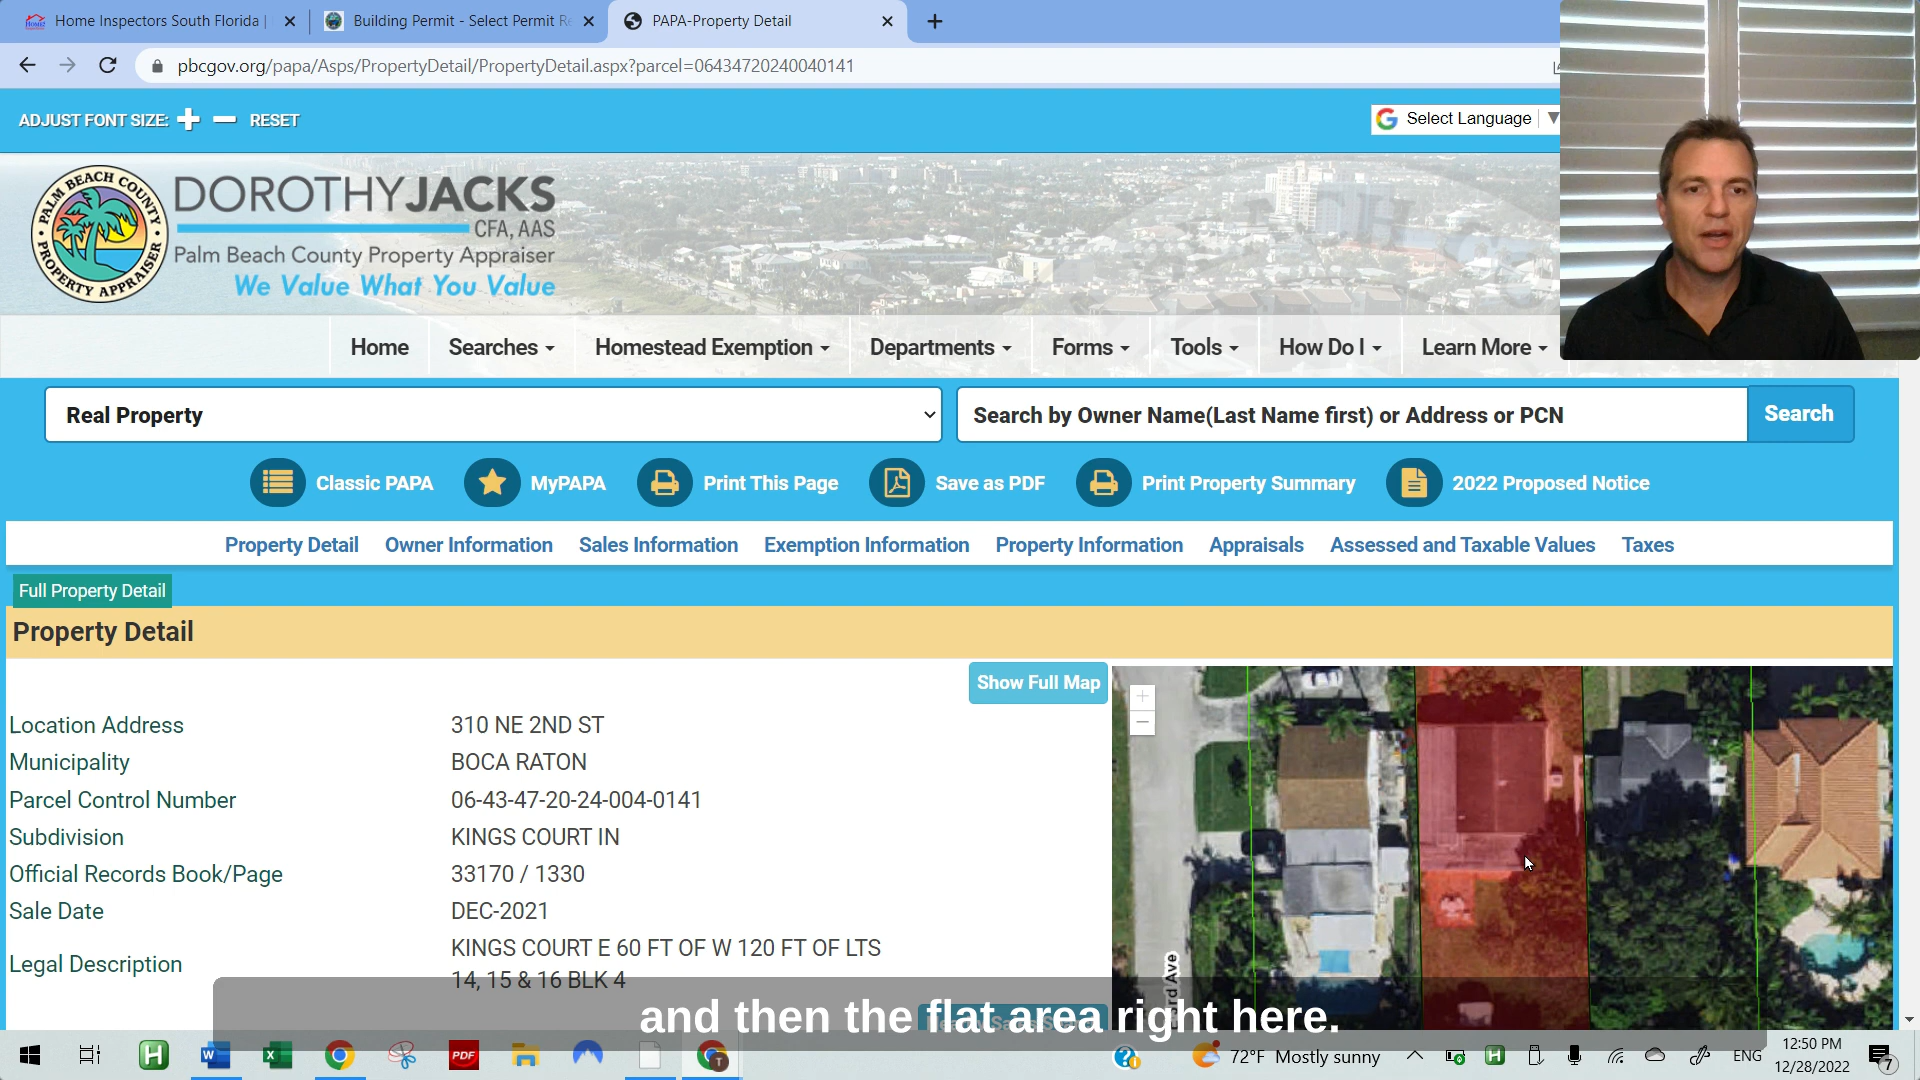 Home Inspectors South Florida |
Building Permit - Select Permit Re
PAPA-Property Detail
pbcgov.org/papa/Asps/PropertyDetail/PropertyDetail.aspx?parcel=06434720240040141
ADJUST FONT SIZE: + − RESET
Select Language ▼
PALM BEACH COUNTY
PROPERTY APPRAISER
DOROTHYJACKS
CFA, AAS
Palm Beach County Property Appraiser
We Value What You Value
Home Searches Homestead Exemption Departments Forms Tools How Do I Learn More
Real Property
Search by Owner Name(Last Name first) or Address or PCN
Search
Classic PAPA MyPAPA Print This Page Save as PDF Print Property Summary 2022 Proposed Notice
Property Detail Owner Information Sales Information Exemption Information Property Information Appraisals Assessed and Taxable Values Taxes
Full Property Detail
Property Detail
Show Full Map
+
−
Location Address 310 NE 2ND ST
Municipality BOCA RATON
Parcel Control Number 06-43-47-20-24-004-0141
Subdivision KINGS COURT IN
Official Records Book/Page 33170 / 1330
Sale Date DEC-2021
Legal Description KINGS COURT E 60 FT OF W 120 FT OF LTS
14, 15 & 16 BLK 4
rd Ave
and then the flat area right here.
H
W
X
PDF
T
72°F Mostly sunny
H
ENG
12:50 PM
12/28/2022
7